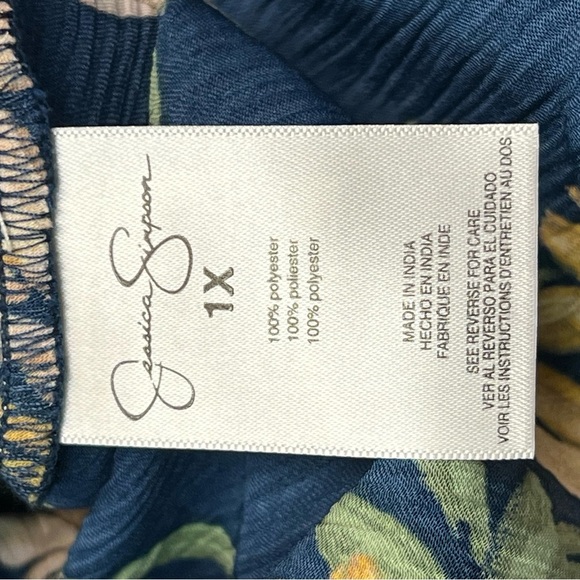 Jessica Simpson
1X
100% polyester
100% poliester
100% polyester
MADE IN INDIA
HECHO EN INDIA
FABRIQUE EN INDE
SEE REVERSE FOR CARE
VER AL REVERSO PARA EL CUIDADO
VOIR LES INSTRUCTIONS D'ENTRETIEN AU DOS